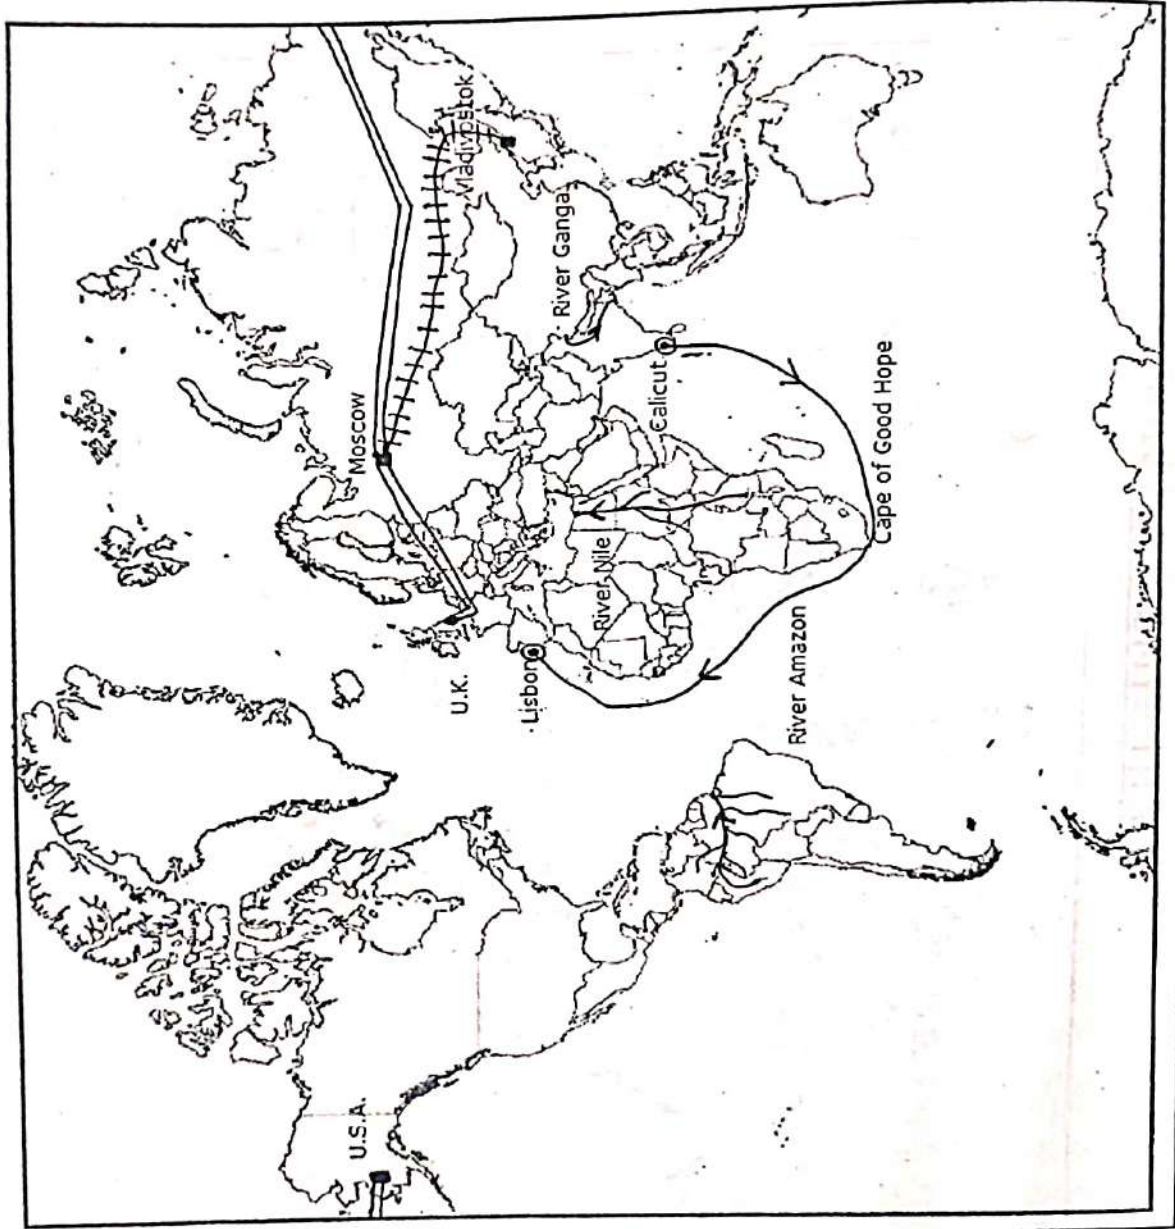 U.S.A.
U.K.
Moscow
Vladivostok
.Lisbon
River Nile
River Ganga
Calicut
River Amazon
Cape of Good Hope